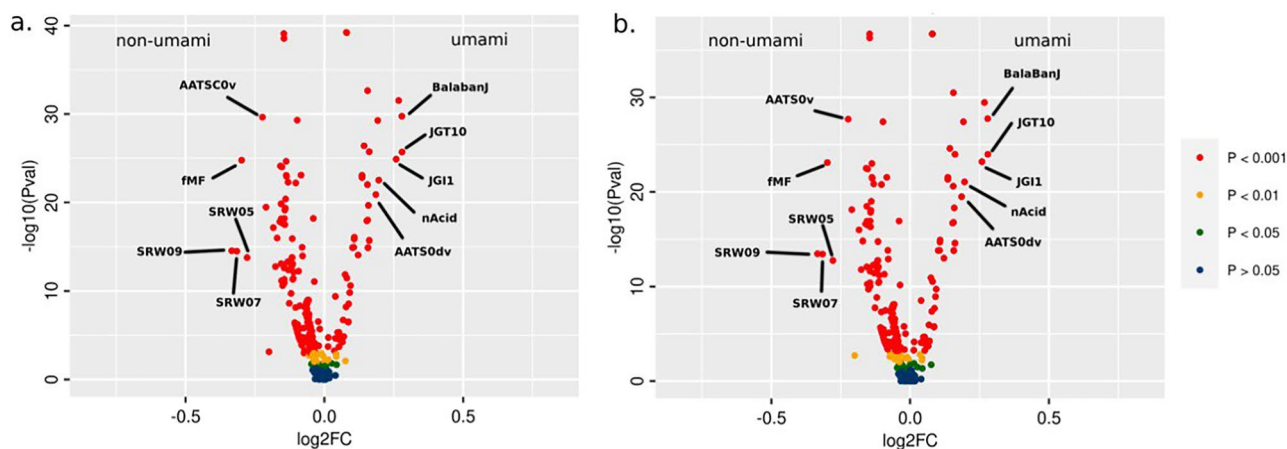 a.
non-umami
umami
AATSC0v
BalabanJ
JGT10
fMF
JGI1
SRW05
nAcid
SRW09
AATS0dv
SRW07
40
30
20
10
0
-log10(Pval)
-0.5
0.0
0.5
log2FC
b.
non-umami
umami
BalaBanJ
AATS0v
JGT10
fMF
JGI1
SRW05
nAcid
SRW09
AATS0dv
SRW07
30
20
10
0
-log10(Pval)
-0.5
0.0
0.5
log2FC
P < 0.001
P < 0.01
P < 0.05
P > 0.05